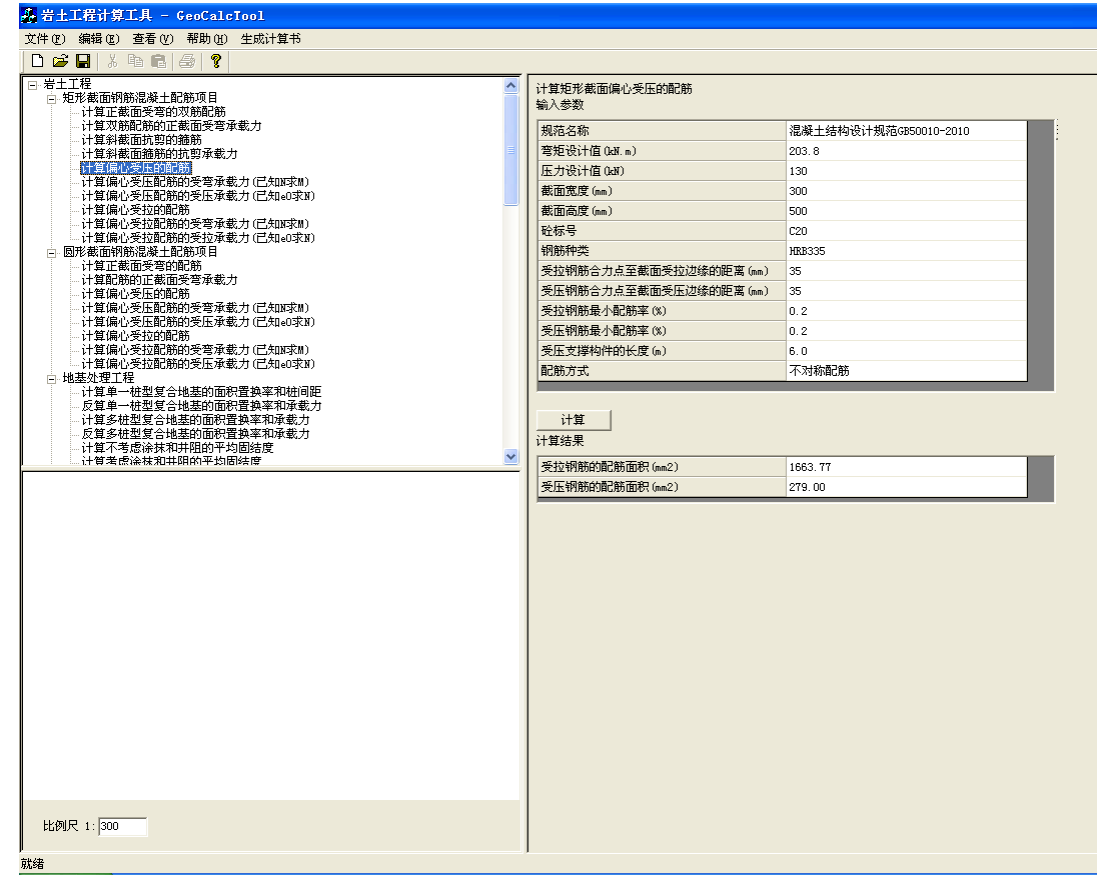 岩土工程计算工具 - GeoCalcTool
文件(F) 编辑(E) 查看(V) 帮助(H) 生成计算书
岩土工程
矩形截面钢筋混凝土配筋项目
计算正截面受弯的双筋配筋
计算双筋配筋的正截面受弯承载力
计算斜截面抗剪的箍筋
计算斜截面箍筋的抗剪承载力
计算偏心受压的配筋
计算偏心受压配筋的受弯承载力(已知N求M)
计算偏心受压配筋的受压承载力(已知e0求N)
计算偏心受拉的配筋
计算偏心受拉配筋的受弯承载力(已知N求M)
计算偏心受拉配筋的受拉承载力(已知e0求N)
圆形截面钢筋混凝土配筋项目
计算正截面受弯的配筋
计算配筋的正截面受弯承载力
计算偏心受压的配筋
计算偏心受压配筋的受弯承载力(已知N求M)
计算偏心受压配筋的受压承载力(已知e0求N)
计算偏心受拉的配筋
计算偏心受拉配筋的受弯承载力(已知N求M)
计算偏心受拉配筋的受压承载力(已知e0求N)
地基处理工程
计算单一桩型复合地基的面积置换率和桩间距
反算单一桩型复合地基的面积置换率和承载力
计算多桩型复合地基的面积置换率和承载力
反算多桩型复合地基的面积置换率和承载力
计算不考虑涂抹和井阻的平均固结度
计算考虑涂抹和井阻的平均固结度
比例尺 1: 300
就绪
计算矩形截面偏心受压的配筋
输入参数
规范名称 混凝土结构设计规范GB50010-2010
弯矩设计值(kN.m) 203.8
压力设计值(kN) 130
截面宽度(mm) 300
截面高度(mm) 500
砼标号 C20
钢筋种类 HRB335
受拉钢筋合力点至截面受拉边缘的距离(mm) 35
受压钢筋合力点至截面受压边缘的距离(mm) 35
受拉钢筋最小配筋率(%) 0.2
受压钢筋最小配筋率(%) 0.2
受压支撑构件的长度(m) 6.0
配筋方式 不对称配筋
计算
计算结果
受拉钢筋的配筋面积(mm2) 1663.77
受压钢筋的配筋面积(mm2) 279.00